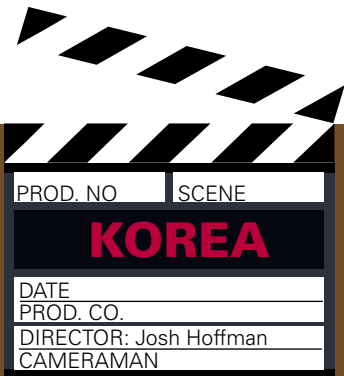 PROD. NO SCENE
KOREA
DATE
PROD. CO.
DIRECTOR: Josh Hoffman
CAMERAMAN